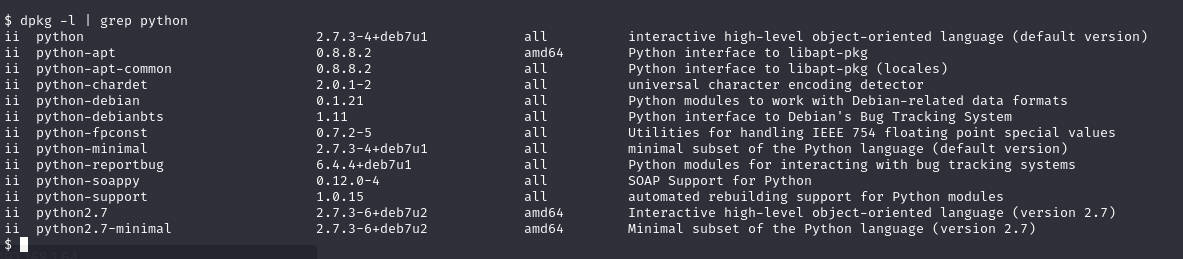 $ dpkg -l | grep python
ii  python                             2.7.3-4+deb7u1            all          interactive high-level object-oriented language (default version)
ii  python-apt                         0.8.8.2                   amd64        Python interface to libapt-pkg
ii  python-apt-common                  0.8.8.2                   all          Python interface to libapt-pkg (locales)
ii  python-chardet                     2.0.1-2                   all          universal character encoding detector
ii  python-debian                      0.1.21                    all          Python modules to work with Debian-related data formats
ii  python-debianbts                   1.11                      all          Python interface to Debian's Bug Tracking System
ii  python-fpconst                     0.7.2-5                   all          Utilities for handling IEEE 754 floating point special values
ii  python-minimal                     2.7.3-4+deb7u1            all          minimal subset of the Python language (default version)
ii  python-reportbug                   6.4.4+deb7u1              all          Python modules for interacting with bug tracking systems
ii  python-soappy                      0.12.0-4                  all          SOAP Support for Python
ii  python-support                     1.0.15                    all          automated rebuilding support for Python modules
ii  python2.7                          2.7.3-6+deb7u2            amd64        Interactive high-level object-oriented language (version 2.7)
ii  python2.7-minimal                  2.7.3-6+deb7u2            amd64        Minimal subset of the Python language (version 2.7)
$